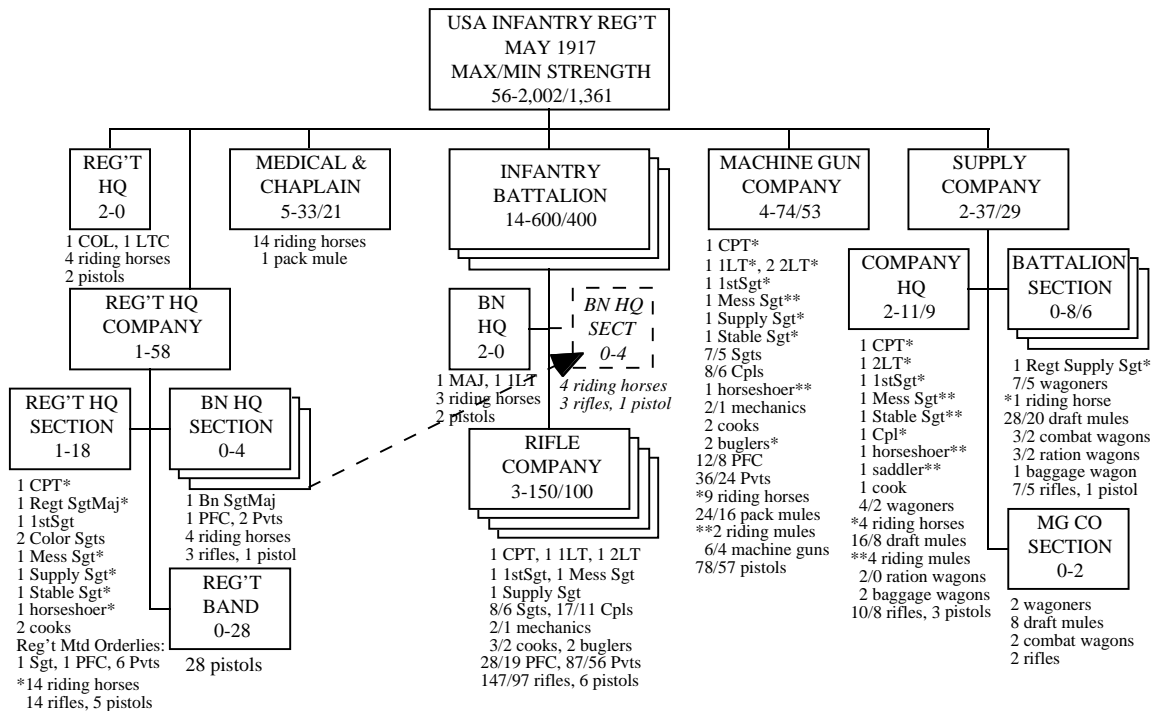 USA INFANTRY REG'T
MAY 1917
MAX/MIN STRENGTH
56-2,002/1,361
REG'T
HQ
2-0
1 COL, 1 LTC
4 riding horses
2 pistols
MEDICAL &
CHAPLAIN
5-33/21
14 riding horses
1 pack mule
INFANTRY
BATTALION
14-600/400
MACHINE GUN
COMPANY
4-74/53
1 CPT*
1 1LT*, 2 2LT*
1 1stSgt*
1 Mess Sgt**
1 Supply Sgt*
1 Stable Sgt*
7/5 Sgts
8/6 Cpls
1 horseshoer**
2/1 mechanics
2 cooks
2 buglers*
12/8 PFC
36/24 Pvts
*9 riding horses
24/16 pack mules
**2 riding mules
6/4 machine guns
78/57 pistols
SUPPLY
COMPANY
2-37/29
REG'T HQ
COMPANY
1-58
REG'T HQ
SECTION
1-18
1 CPT*
1 Regt SgtMaj*
1 1stSgt
2 Color Sgts
1 Mess Sgt*
1 Supply Sgt*
1 Stable Sgt*
1 horseshoer*
2 cooks
Reg't Mtd Orderlies:
1 Sgt, 1 PFC, 6 Pvts
*14 riding horses
14 rifles, 5 pistols
BN HQ
SECTION
0-4
1 Bn SgtMaj
1 PFC, 2 Pvts
4 riding horses
3 rifles, 1 pistol
REG'T
BAND
0-28
28 pistols
BN
HQ
2-0
1 MAJ, 1 1LT
3 riding horses
2 pistols
BN HQ
SECT
0-4
4 riding horses
3 rifles, 1 pistol
RIFLE
COMPANY
3-150/100
1 CPT, 1 1LT, 1 2LT
1 1stSgt, 1 Mess Sgt
1 Supply Sgt
8/6 Sgts, 17/11 Cpls
2/1 mechanics
3/2 cooks, 2 buglers
28/19 PFC, 87/56 Pvts
147/97 rifles, 6 pistols
COMPANY
HQ
2-11/9
1 CPT*
1 2LT*
1 1stSgt*
1 Mess Sgt**
1 Stable Sgt**
1 Cpl*
1 horseshoer**
1 saddler**
1 cook
4/2 wagoners
*4 riding horses
16/8 draft mules
**4 riding mules
2/0 ration wagons
2 baggage wagons
10/8 rifles, 3 pistols
BATTALION
SECTION
0-8/6
1 Regt Supply Sgt*
7/5 wagoners
*1 riding horse
28/20 draft mules
3/2 combat wagons
3/2 ration wagons
1 baggage wagon
7/5 rifles, 1 pistol
MG CO
SECTION
0-2
2 wagoners
8 draft mules
2 combat wagons
2 rifles